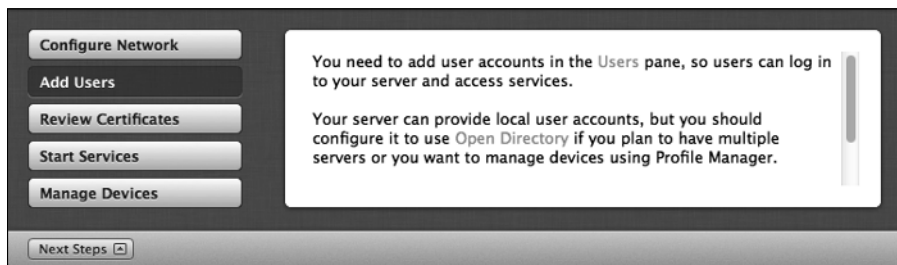 Configure Network
Add Users
Review Certificates
Start Services
Manage Devices
You need to add user accounts in the Users pane, so users can log in
to your server and access services.
Your server can provide local user accounts, but you should
configure it to use Open Directory if you plan to have multiple
servers or you want to manage devices using Profile Manager.
Next Steps